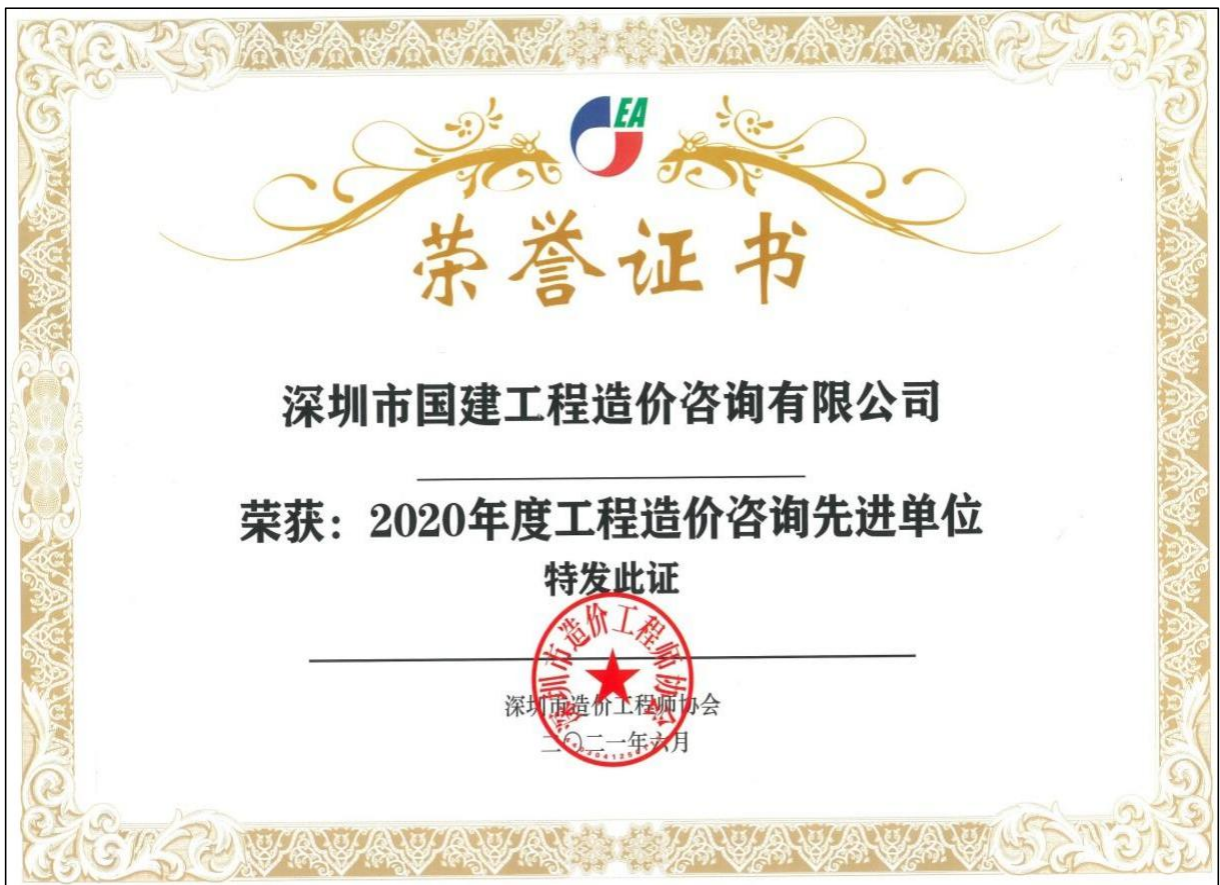 EA
荣誉证书
深圳市国建工程造价咨询有限公司
荣获：2020年度工程造价咨询先进单位
特发此证
深圳市造价工程师协会
深圳市造价工程师协会
二〇二一年六月